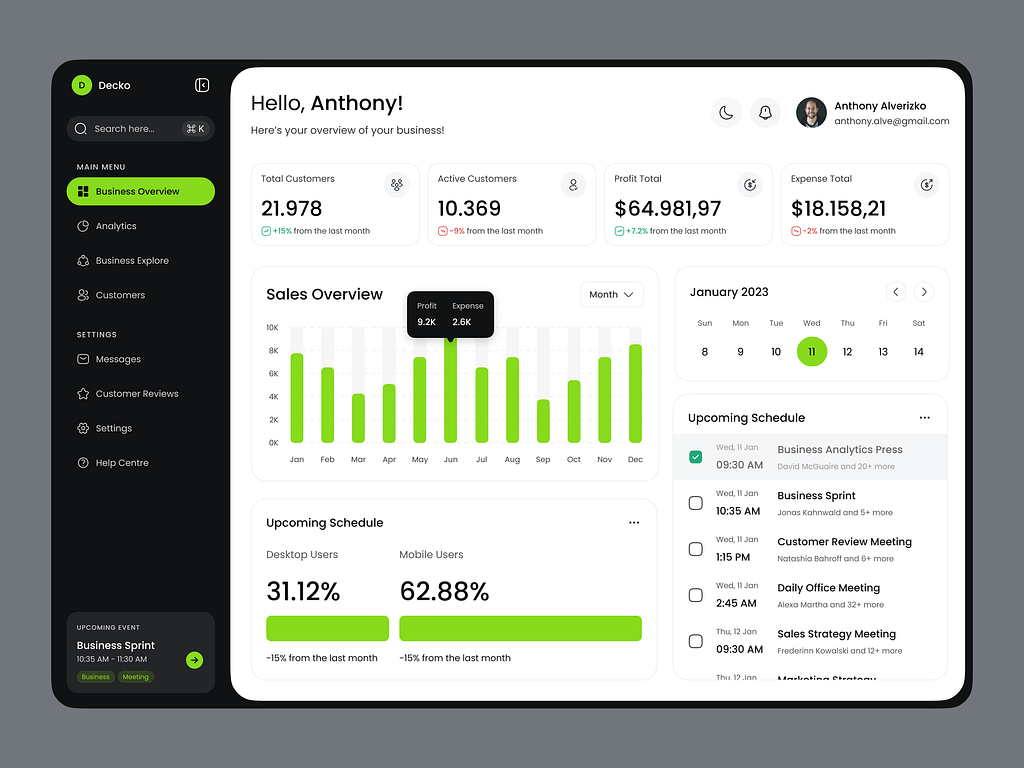 D Decko
Search here... ⌘ K
MAIN MENU
Business Overview
Analytics
Business Explore
Customers
SETTINGS
Messages
Customer Reviews
Settings
Help Centre
UPCOMING EVENT
Business Sprint
10:35 AM - 11:30 AM
Business Meeting
Hello, Anthony!
Here's your overview of your business!
Anthony Alverizko
anthony.alve@gmail.com
Total Customers
21.978
+15% from the last month
Active Customers
10.369
-9% from the last month
Profit Total
$64.981,97
+7.2% from the last month
Expense Total
$18.158,21
-2% from the last month
Sales Overview
Month
Profit Expense
9.2K 2.6K
10K
8K
6K
4K
2K
0K
Jan Feb Mar Apr May Jun Jul Aug Sep Oct Nov Dec
Upcoming Schedule
Desktop Users
31.12%
-15% from the last month
Mobile Users
62.88%
-15% from the last month
January 2023
Sun Mon Tue Wed Thu Fri Sat
8 9 10 11 12 13 14
Upcoming Schedule
Wed, 11 Jan
09:30 AM
Business Analytics Press
David McGuaire and 20+ more
Wed, 11 Jan
10:35 AM
Business Sprint
Jonas Kahnwald and 5+ more
Wed, 11 Jan
1:15 PM
Customer Review Meeting
Natashia Bahroff and 6+ more
Wed, 11 Jan
2:45 AM
Daily Office Meeting
Alexa Martha and 32+ more
Thu, 12 Jan
09:30 AM
Sales Strategy Meeting
Frederinn Kowalski and 12+ more
Thu, 12 Jan
Marketing Strategy